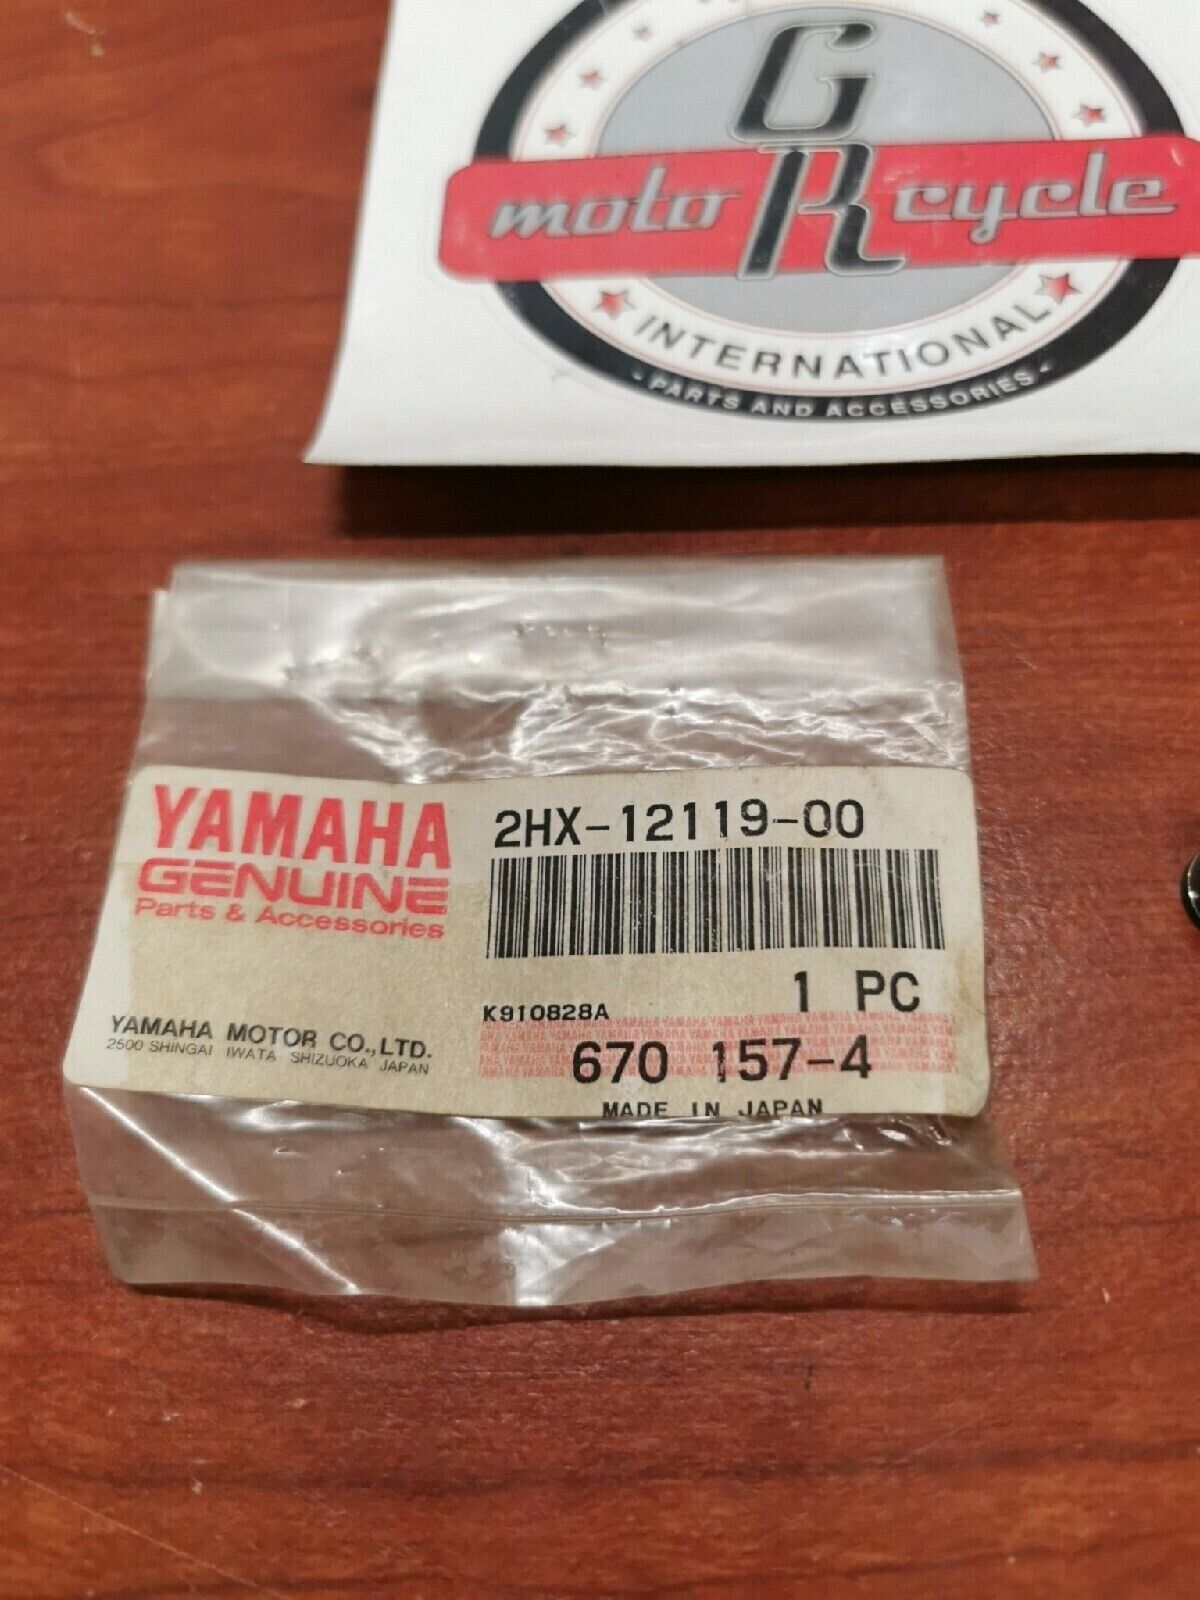 GR
moto R cycle
INTERNATIONAL
- PARTS AND ACCESSORIES -
YAMAHA
GENUINE
Parts & Accessories
YAMAHA MOTOR CO.,LTD.
2500 SHINGAI IWATA SHIZUOKA JAPAN
2HX-12119-00
1 PC
K910828A
670 157-4
MADE IN JAPAN